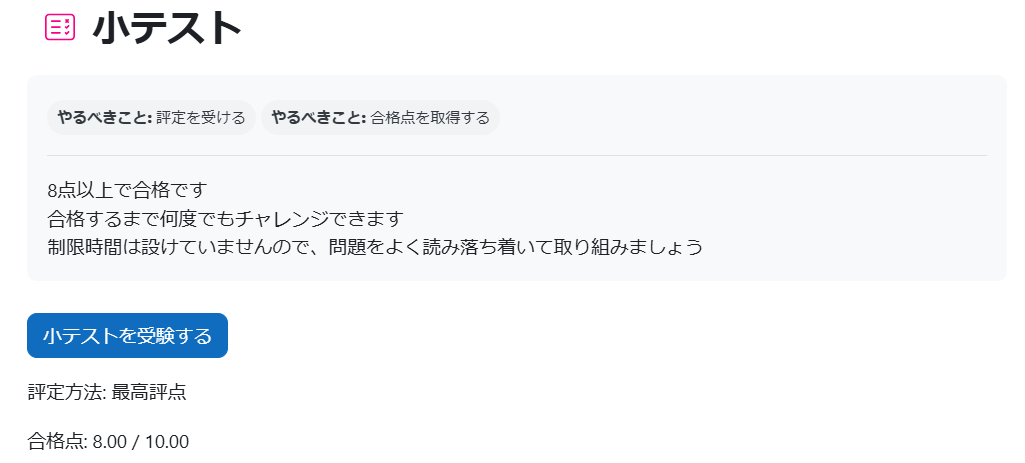 小テスト
やるべきこと: 評定を受ける やるべきこと: 合格点を取得する
8点以上で合格です
合格するまで何度でもチャレンジできます
制限時間は設けていませんので、問題をよく読み落ち着いて取り組みましょう
小テストを受験する
評定方法: 最高評点
合格点: 8.00 / 10.00